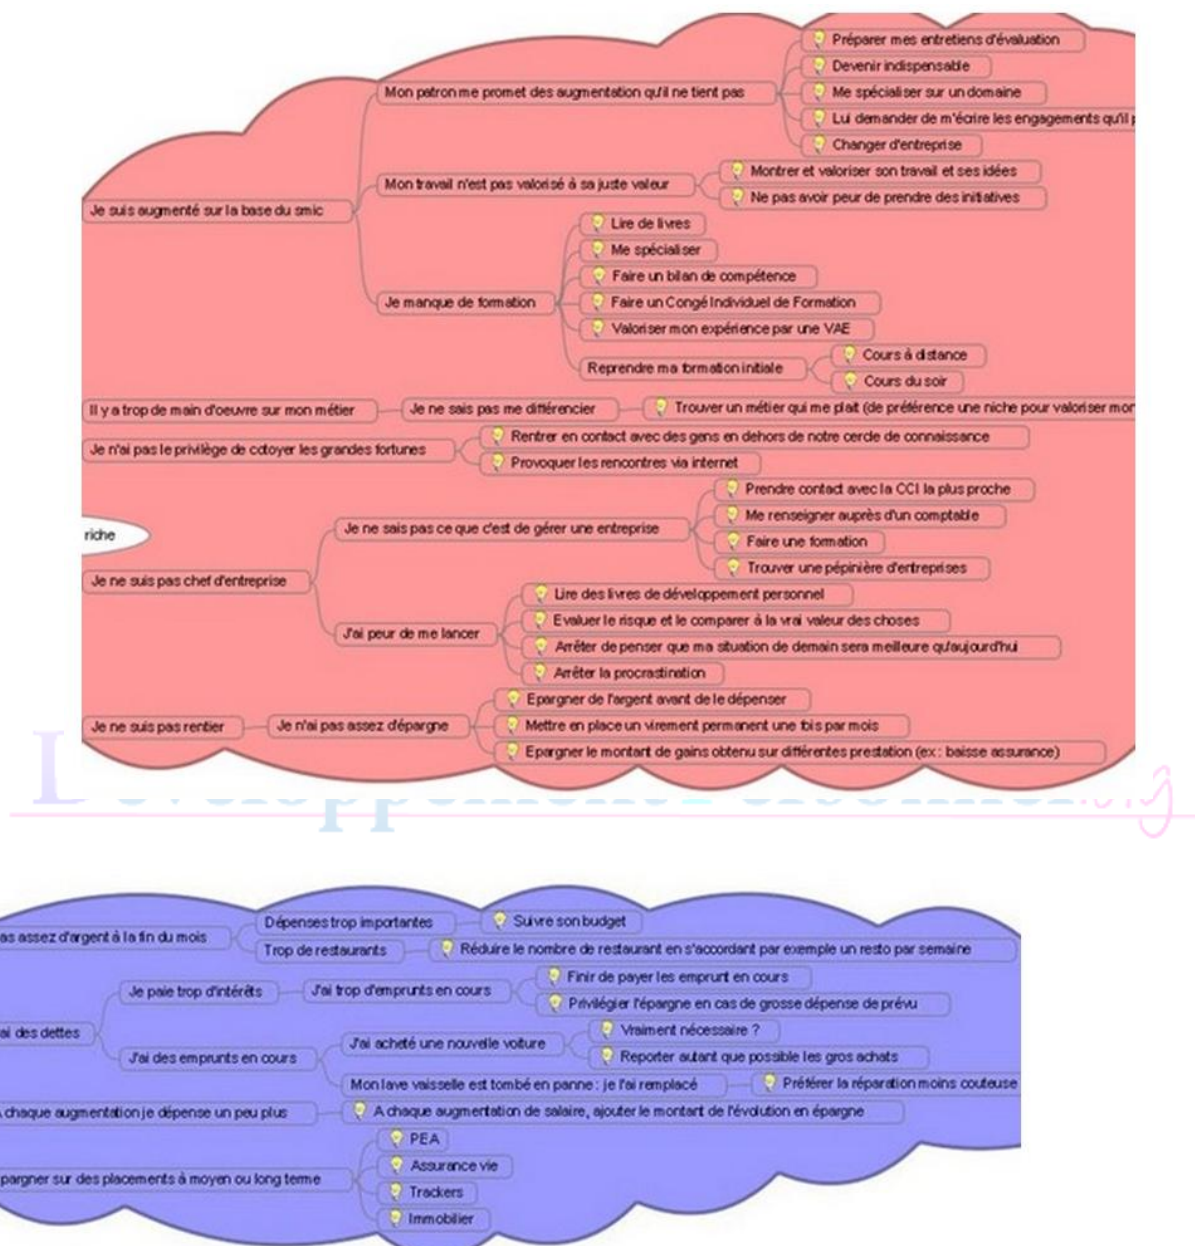 Préparer mes entretiens d'évaluation
Devenir indispensable
Mon patron me promet des augmentation qu'il ne tient pas
Me spécialiser sur un domaine
Lui demander de m'écrire les engagements qu'il
Changer d'entreprise
Montrer et valoriser son travail et ses idées
Mon travail n'est pas valorisé à sa juste valeur
Ne pas avoir peur de prendre des initiatives
Je suis augmenté sur la base du smic
Lire de livres
Me spécialiser
Faire un bilan de compétence
Je manque de formation
Faire un Congé Individuel de Formation
Valoriser mon expérience par une VAE
Reprendre ma formation initiale
Cours à distance
Cours du soir
Il y a trop de main d'oeuvre sur mon métier
Je ne sais pas me différencier
Trouver un métier qui me plait (de préférence une niche pour valoriser mon
Je n'ai pas le privilège de cotoyer les grandes fortunes
Rentrer en contact avec des gens en dehors de notre cercle de connaissance
Provoquer les rencontres via internet
Prendre contact avec la CCI la plus proche
Me renseigner auprès d'un comptable
Je ne sais pas ce que c'est de gérer une entreprise
riche
Faire une formation
Trouver une pépinière d'entreprises
Je ne suis pas chef d'entreprise
Lire des livres de développement personnel
Evaluer le risque et le comparer à la vrai valeur des choses
J'ai peur de me lancer
Arrêter de penser que ma situation de demain sera meilleure qu'aujourd'hui
Arrêter la procrastination
Epargner de l'argent avant de le dépenser
Je ne suis pas rentier
Je n'ai pas assez d'épargne
Mettre en place un virement permanent une fois par mois
Epargner le montant de gains obtenu sur différentes prestation (ex : baisse assurance)
as assez d'argent à la fin du mois
Dépenses trop importantes
Suivre son budget
Trop de restaurants
Réduire le nombre de restaurant en s'accordant par exemple un resto par semaine
Je paie trop d'intérêts
J'ai trop d'emprunts en cours
Finir de payer les emprunt en cours
Privilégier l'épargne en cas de grosse dépense de prévu
ai des dettes
J'ai des emprunts en cours
J'ai acheté une nouvelle voiture
Vraiment nécessaire ?
Reporter autant que possible les gros achats
Mon lave vaisselle est tombé en panne : je l'ai remplacé
Préférer la réparation moins couteuse
A chaque augmentation je dépense un peu plus
A chaque augmentation de salaire, ajouter le montant de l'évolution en épargne
PEA
Assurance vie
pargner sur des placements à moyen ou long terme
Trackers
Immobilier